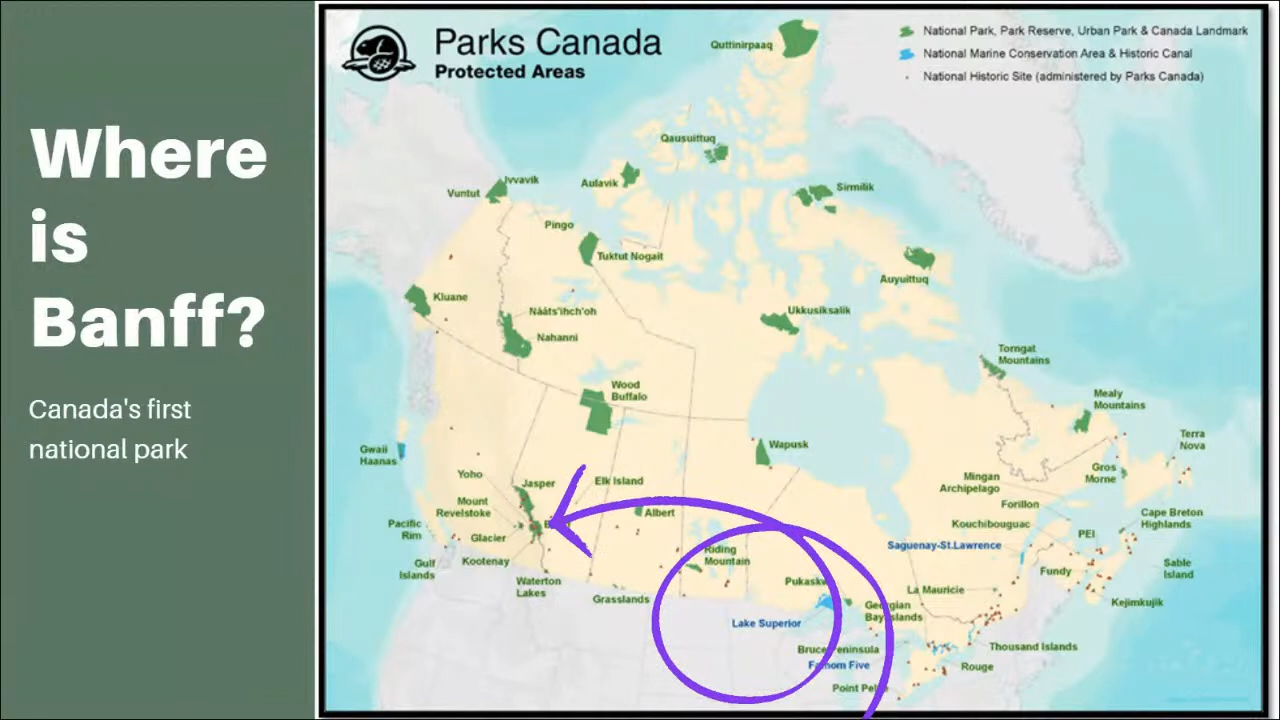 Where
is
Banff?
Canada's first
national park
Parks Canada
Protected Areas
National Park, Park Reserve, Urban Park & Canada Landmark
National Marine Conservation Area & Historic Canal
National Historic Site (administered by Parks Canada)
Quttinirpaaq
Qausuittuq
Ivvavik
Vuntut
Aulavik
Sirmilik
Pingo
Tuktut Nogait
Auyuittuq
Kluane
Nááts'ihch'oh
Nahanni
Ukkusiksalik
Torngat
Mountains
Wood
Buffalo
Mealy
Mountains
Terra
Nova
Gwaii
Haanas
Wapusk
Gros
Morne
Yoho
Jasper
Elk Island
Mingan
Archipelago
Mount
Revelstoke
Albert
Forillon
Cape Breton
Highlands
Pacific
Rim
Kouchibouguac
PEI
Glacier
Saguenay-St.Lawrence
Riding
Mountain
Kootenay
Gulf
Islands
Sable
Island
Fundy
Waterton
Lakes
Grasslands
Pukaskwa
La Mauricie
Georgian
Bay Islands
Kejimkujik
Lake Superior
Bruce Peninsula
Thousand Islands
Fathom Five
Rouge
Point Pelee